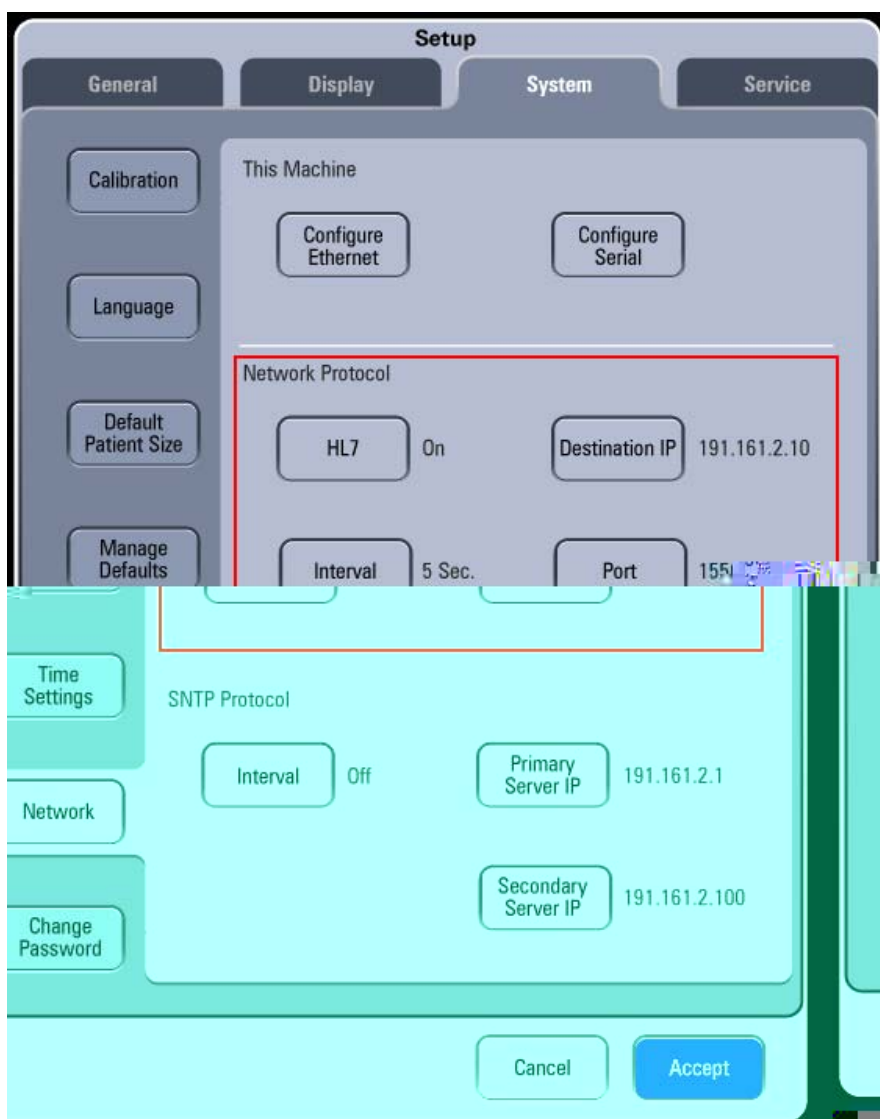 Setup
General Display System Service
Calibration
This Machine
Configure
Ethernet
Configure
Serial
Language
Network Protocol
Default
Patient Size
HL7 On
Destination IP 191.161.2.10
Manage
Defaults
Interval 5 Sec.
Port
Time
Settings
SNTP Protocol
Interval Off
Primary
Server IP
191.161.2.1
Network
Secondary
Server IP
191.161.2.100
Change
Password
Cancel Accept